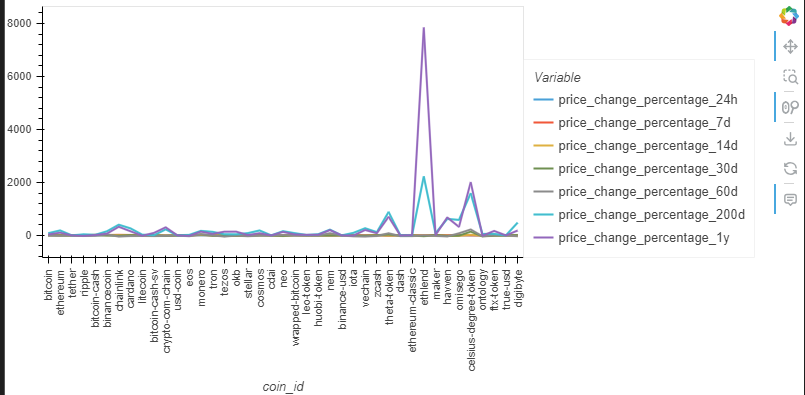 8000
6000
4000
2000
0
bitcoin
ethereum
tether
ripple
bitcoin-cash
binancecoin
chainlink
cardano
litecoin
bitcoin-cash-sv
crypto-com-chain
usd-coin
eos
monero
tron
tezos
okb
stellar
cosmos
cdai
neo
wrapped-bitcoin
leo-token
huobi-token
nem
binance-usd
iota
vechain
zcash
theta-token
dash
ethereum-classic
ethlend
maker
havven
omisego
celsius-degree-token
ontology
ftx-token
true-usd
digibyte
coin_id
Variable
price_change_percentage_24h
price_change_percentage_7d
price_change_percentage_14d
price_change_percentage_30d
price_change_percentage_60d
price_change_percentage_200d
price_change_percentage_1y